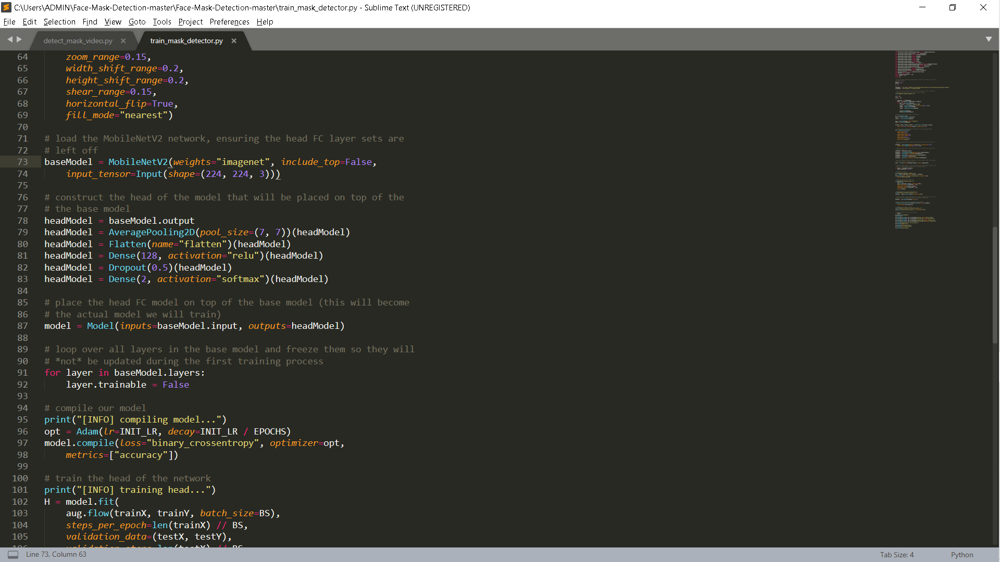 C:\Users\ADMIN\Face-Mask-Detection-master\Face-Mask-Detection-master\train_mask_detector.py - Sublime Text (UNREGISTERED)
File Edit Selection Find View Goto Tools Project Preferences Help
detect_mask_video.py train_mask_detector.py
64 zoom_range=0.15,
65 width_shift_range=0.2,
66 height_shift_range=0.2,
67 shear_range=0.15,
68 horizontal_flip=True,
69 fill_mode="nearest")
70
71 # load the MobileNetV2 network, ensuring the head FC layer sets are
72 # left off
73 baseModel = MobileNetV2(weights="imagenet", include_top=False,
74 input_tensor=Input(shape=(224, 224, 3)))
75
76 # construct the head of the model that will be placed on top of the
77 # the base model
78 headModel = baseModel.output
79 headModel = AveragePooling2D(pool_size=(7, 7))(headModel)
80 headModel = Flatten(name="flatten")(headModel)
81 headModel = Dense(128, activation="relu")(headModel)
82 headModel = Dropout(0.5)(headModel)
83 headModel = Dense(2, activation="softmax")(headModel)
84
85 # place the head FC model on top of the base model (this will become
86 # the actual model we will train)
87 model = Model(inputs=baseModel.input, outputs=headModel)
88
89 # loop over all layers in the base model and freeze them so they will
90 # *not* be updated during the first training process
91 for layer in baseModel.layers:
92 layer.trainable = False
93
94 # compile our model
95 print("[INFO] compiling model...")
96 opt = Adam(lr=INIT_LR, decay=INIT_LR / EPOCHS)
97 model.compile(loss="binary_crossentropy", optimizer=opt,
98 metrics=["accuracy"])
99
100 # train the head of the network
101 print("[INFO] training head...")
102 H = model.fit(
103 aug.flow(trainX, trainY, batch_size=BS),
104 steps_per_epoch=len(trainX) // BS,
105 validation_data=(testX, testY),
Line 73, Column 63
Tab Size: 4
Python